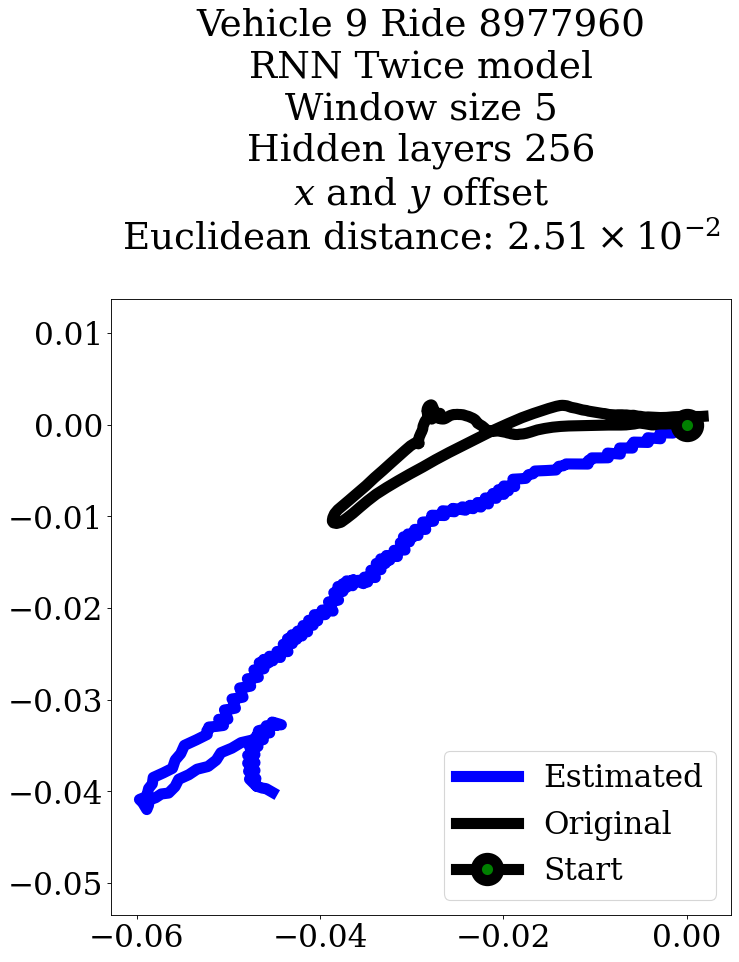 Vehicle 9 Ride 8977960
RNN Twice model
Window size 5
Hidden layers 256
x and y offset
Euclidean distance: 2.51 × 10⁻²
0.01
0.00
−0.01
−0.02
−0.03
−0.04
−0.05
Estimated
Original
Start
−0.06 −0.04 −0.02 0.00